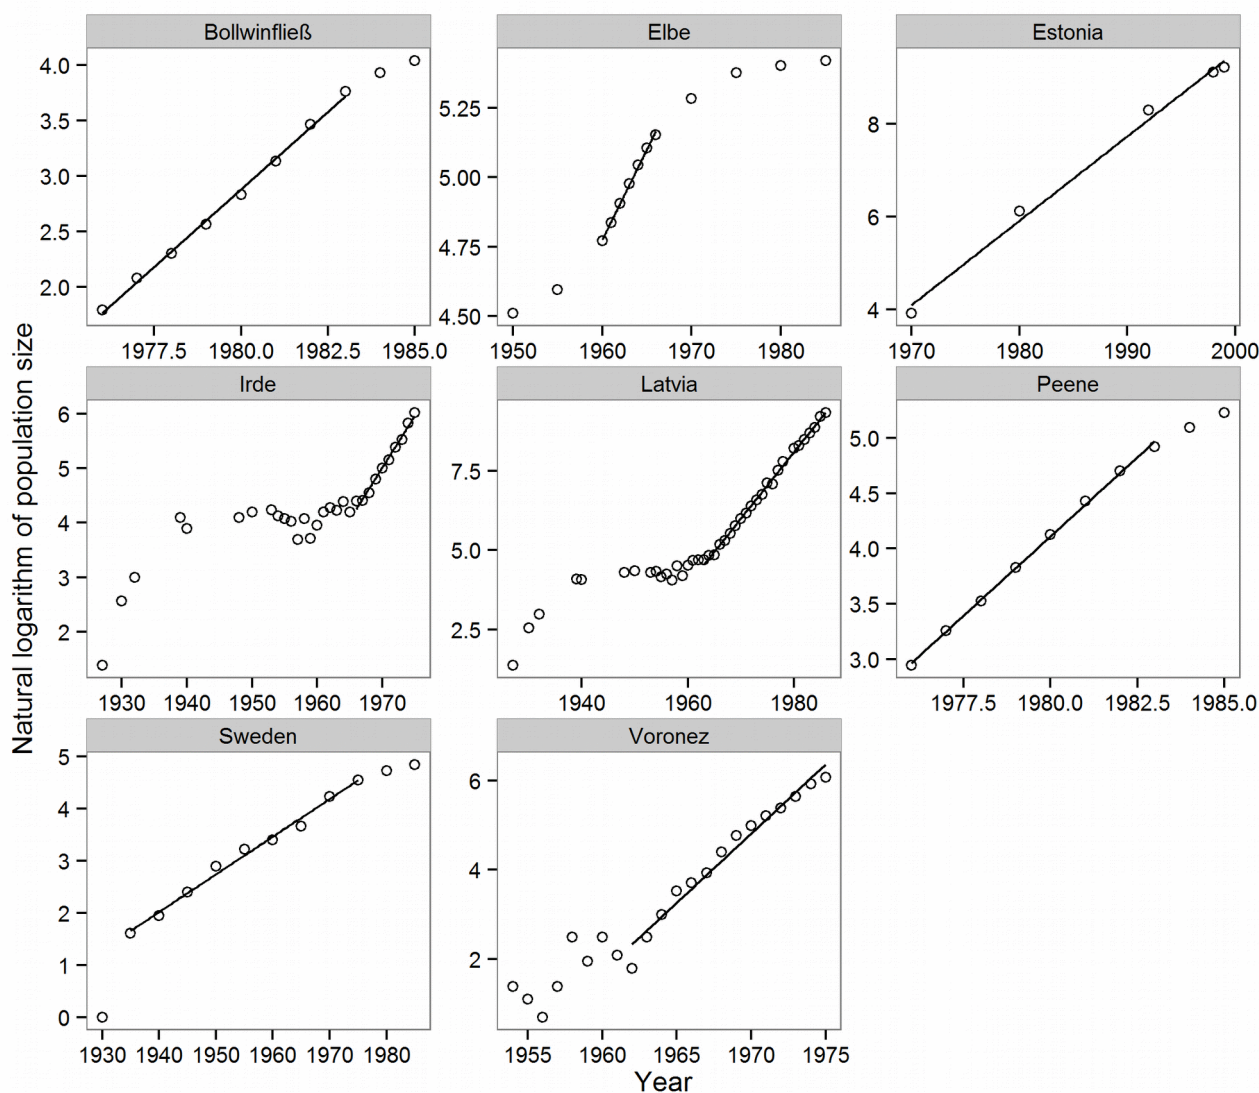 Bollwinfließ Elbe Estonia
4.0
3.5
3.0
2.5
2.0
1977.5 1980.0 1982.5 1985.0
5.25
5.00
4.75
4.50
1950 1960 1970 1980
8
6
4
1970 1980 1990 2000
Irde Latvia Peene
6
5
4
3
2
1930 1940 1950 1960 1970
7.5
5.0
2.5
1940 1960 1980
5.0
4.5
4.0
3.5
3.0
1977.5 1980.0 1982.5 1985.0
Sweden Voronez
5
4
3
2
1
0
1930 1940 1950 1960 1970 1980
6
4
2
1955 1960 1965 1970 1975
Natural logarithm of population size
Year